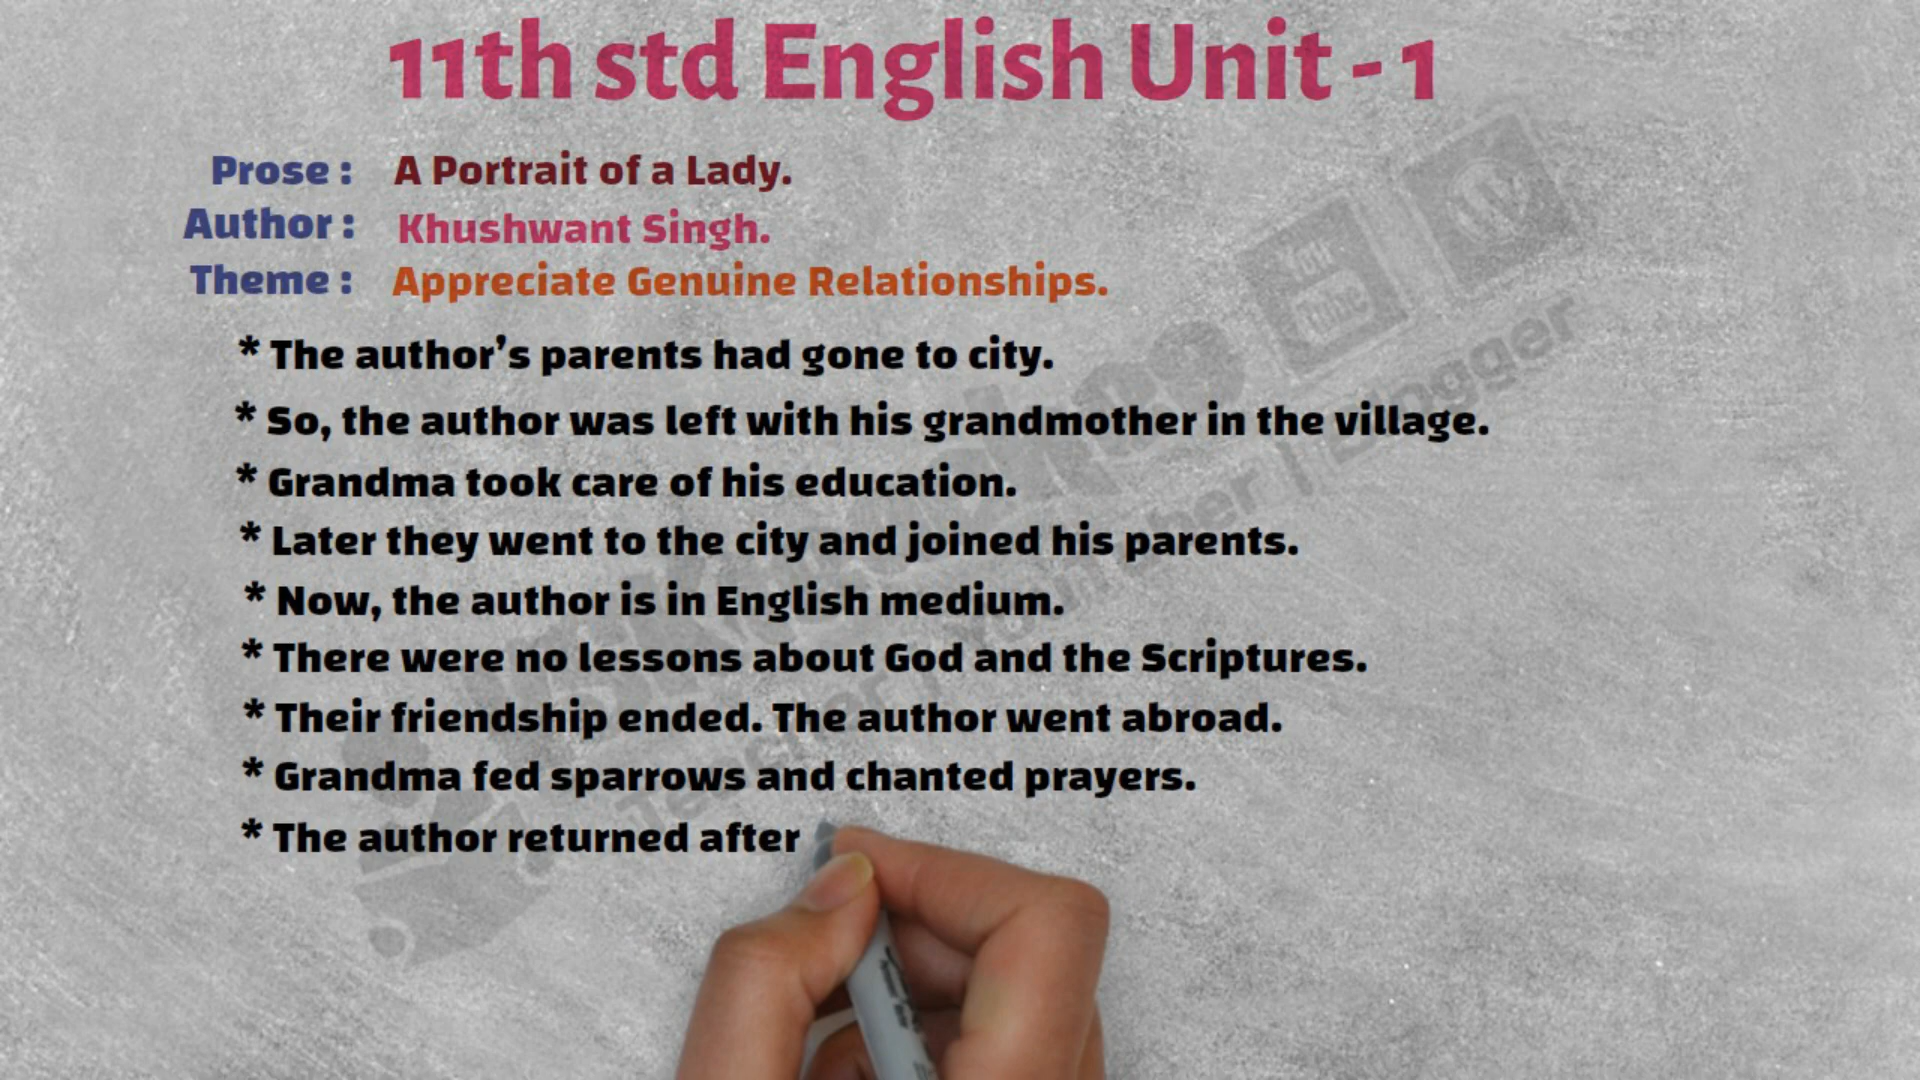 11th std English Unit - 1
Prose : A Portrait of a Lady.
Author : Khushwant Singh.
Theme : Appreciate Genuine Relationships.
* The author's parents had gone to city.
* So, the author was left with his grandmother in the village.
* Grandma took care of his education.
* Later they went to the city and joined his parents.
* Now, the author is in English medium.
* There were no lessons about God and the Scriptures.
* Their friendship ended. The author went abroad.
* Grandma fed sparrows and chanted prayers.
* The author returned after
You
Tube